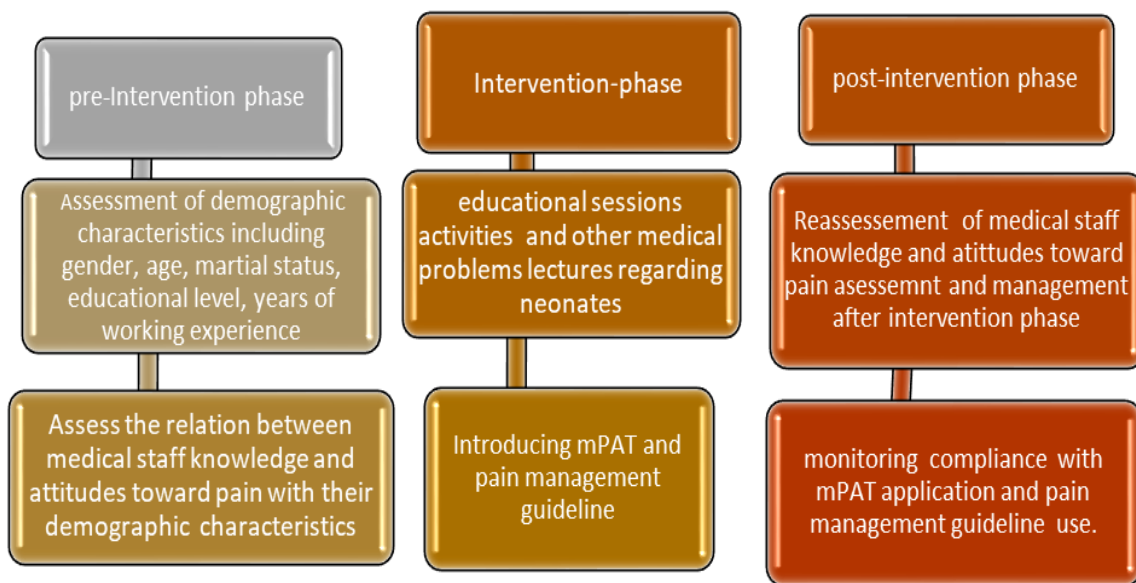 pre-Intervention phase
Assessment of demographic
characteristics including
gender, age, martial status,
educational level, years of
working experience
Assess the relation between
medical staff knowledge and
attitudes toward pain with their
demographic characteristics
Intervention-phase
educational sessions
activities and other medical
problems lectures regarding
neonates
Introducing mPAT and
pain management
guideline
post-intervention phase
Reassessement of medical staff
knowledge and atittudes toward
pain asessemnt and management
after intervention phase
monitoring compliance with
mPAT application and pain
management guideline use.